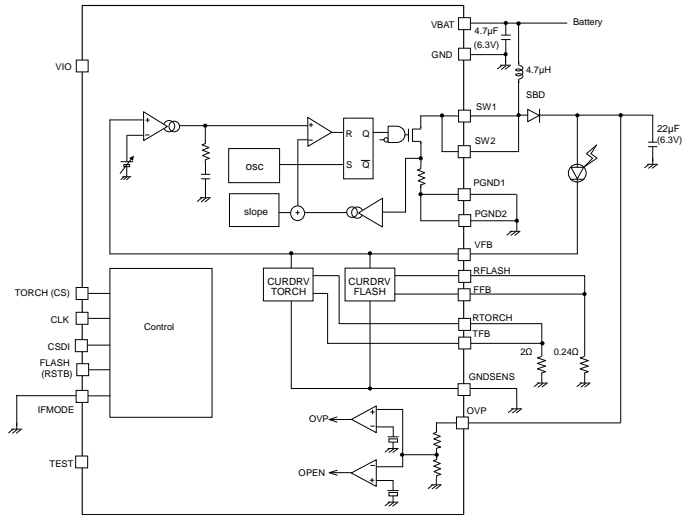 VBAT
Battery
4.7µF
(6.3V)
GND
4.7µH
VIO
SBD
SW1
SW2
22µF
(6.3V)
+
−
+
−
R
Q
S
Q̅
osc
slope
+
PGND1
PGND2
VFB
CURDRV
TORCH
CURDRV
FLASH
RFLASH
FFB
RTORCH
TFB
2Ω
0.24Ω
GNDSENS
OVP
TORCH (CS)
CLK
CSDI
FLASH
(RSTB)
IFMODE
TEST
Control
OVP
+
−
OPEN
−
+